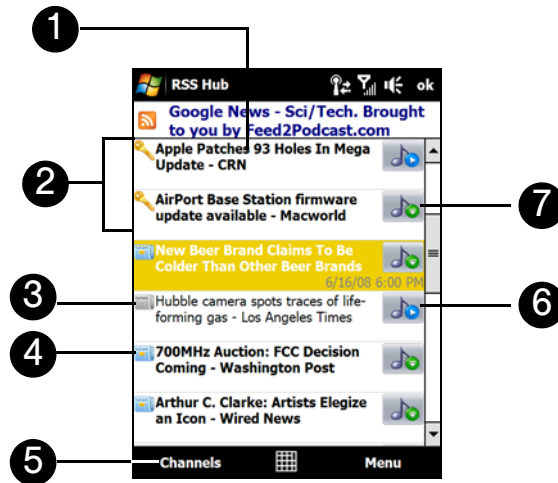 1
RSS Hub
ok
Google News - Sci/Tech. Brought
to you by Feed2Podcast.com
2
Apple Patches 93 Holes In Mega
Update - CRN
AirPort Base Station firmware
update available - Macworld
7
New Beer Brand Claims To Be
Colder Than Other Beer Brands
6/16/08 6:00 PM
3
Hubble camera spots traces of life-
forming gas - Los Angeles Times
6
4
700MHz Auction: FCC Decision
Coming - Washington Post
Arthur C. Clarke: Artists Elegize
an Icon - Wired News
5
Channels
Menu